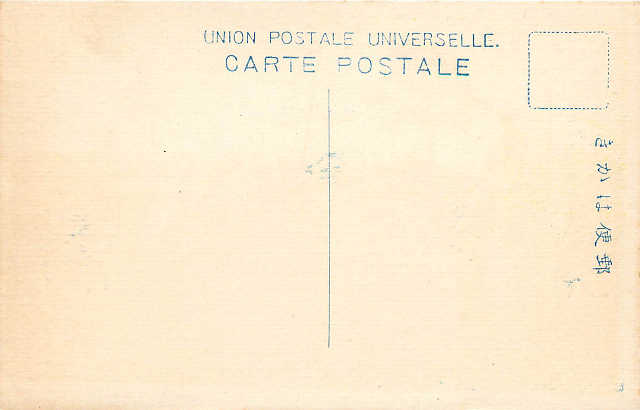 UNION POSTALE UNIVERSELLE.
CARTE POSTALE
郵便はかき